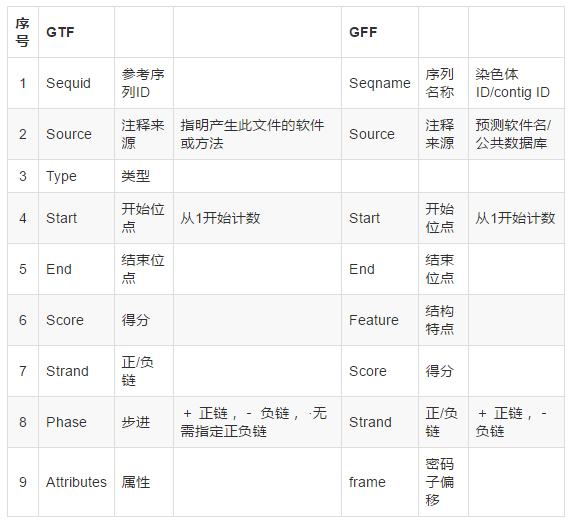 序号 GTF GFF
1 Sequid 参考序列ID Seqname 序列名称 染色体ID/contig ID
2 Source 注释来源 指明产生此文件的软件或方法 Source 注释来源 预测软件名/公共数据库
3 Type 类型
4 Start 开始位点 从1开始计数 Start 开始位点 从1开始计数
5 End 结束位点 End 结束位点
6 Score 得分 Feature 结构特点
7 Strand 正/负链 Score 得分
8 Phase 步进 + 正链，- 负链，·无需指定正负链 Strand 正/负链 + 正链，- 负链
9 Attributes 属性 frame 密码子偏移